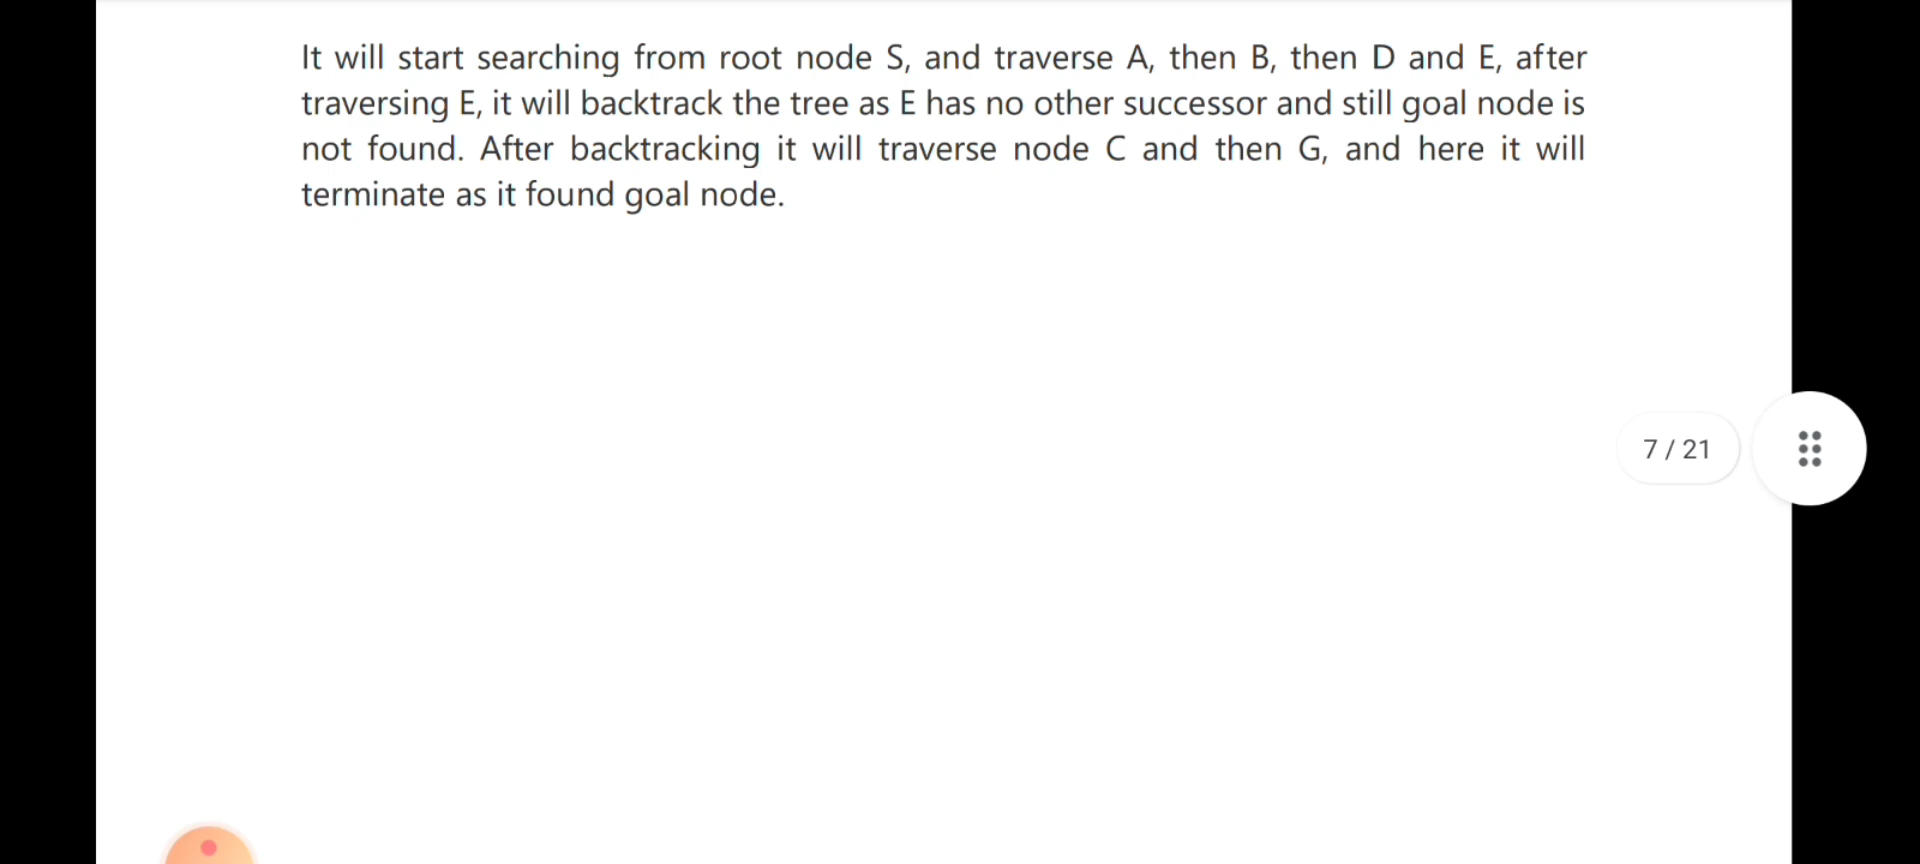 It will start searching from root node S, and traverse A, then B, then D and E, after
traversing E, it will backtrack the tree as E has no other successor and still goal node is
not found. After backtracking it will traverse node C and then G, and here it will
terminate as it found goal node.
7 / 21